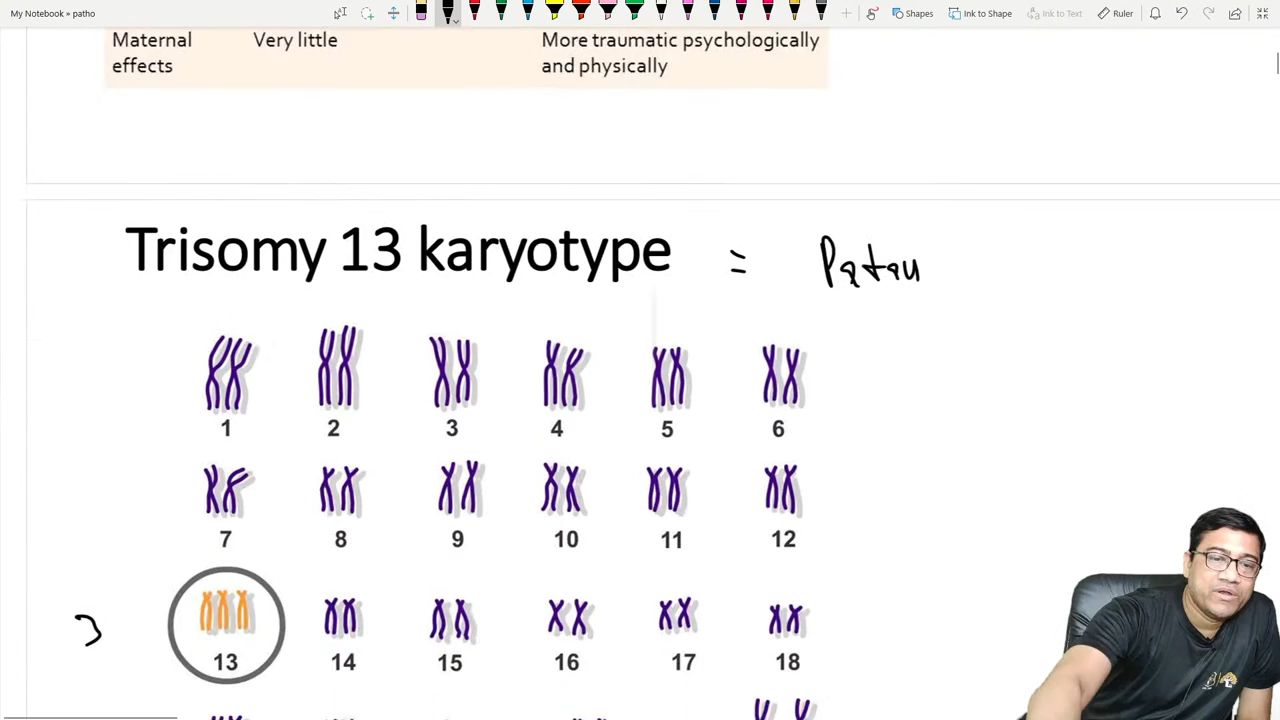 My Notebook » patho
Shapes
Ink to Shape
Ink to Text
Ruler
Maternal effects
Very little
More traumatic psychologically
and physically
Trisomy 13 karyotype = Patau
1 2 3 4 5 6
7 8 9 10 11 12
3
13 14 15 16 17 18